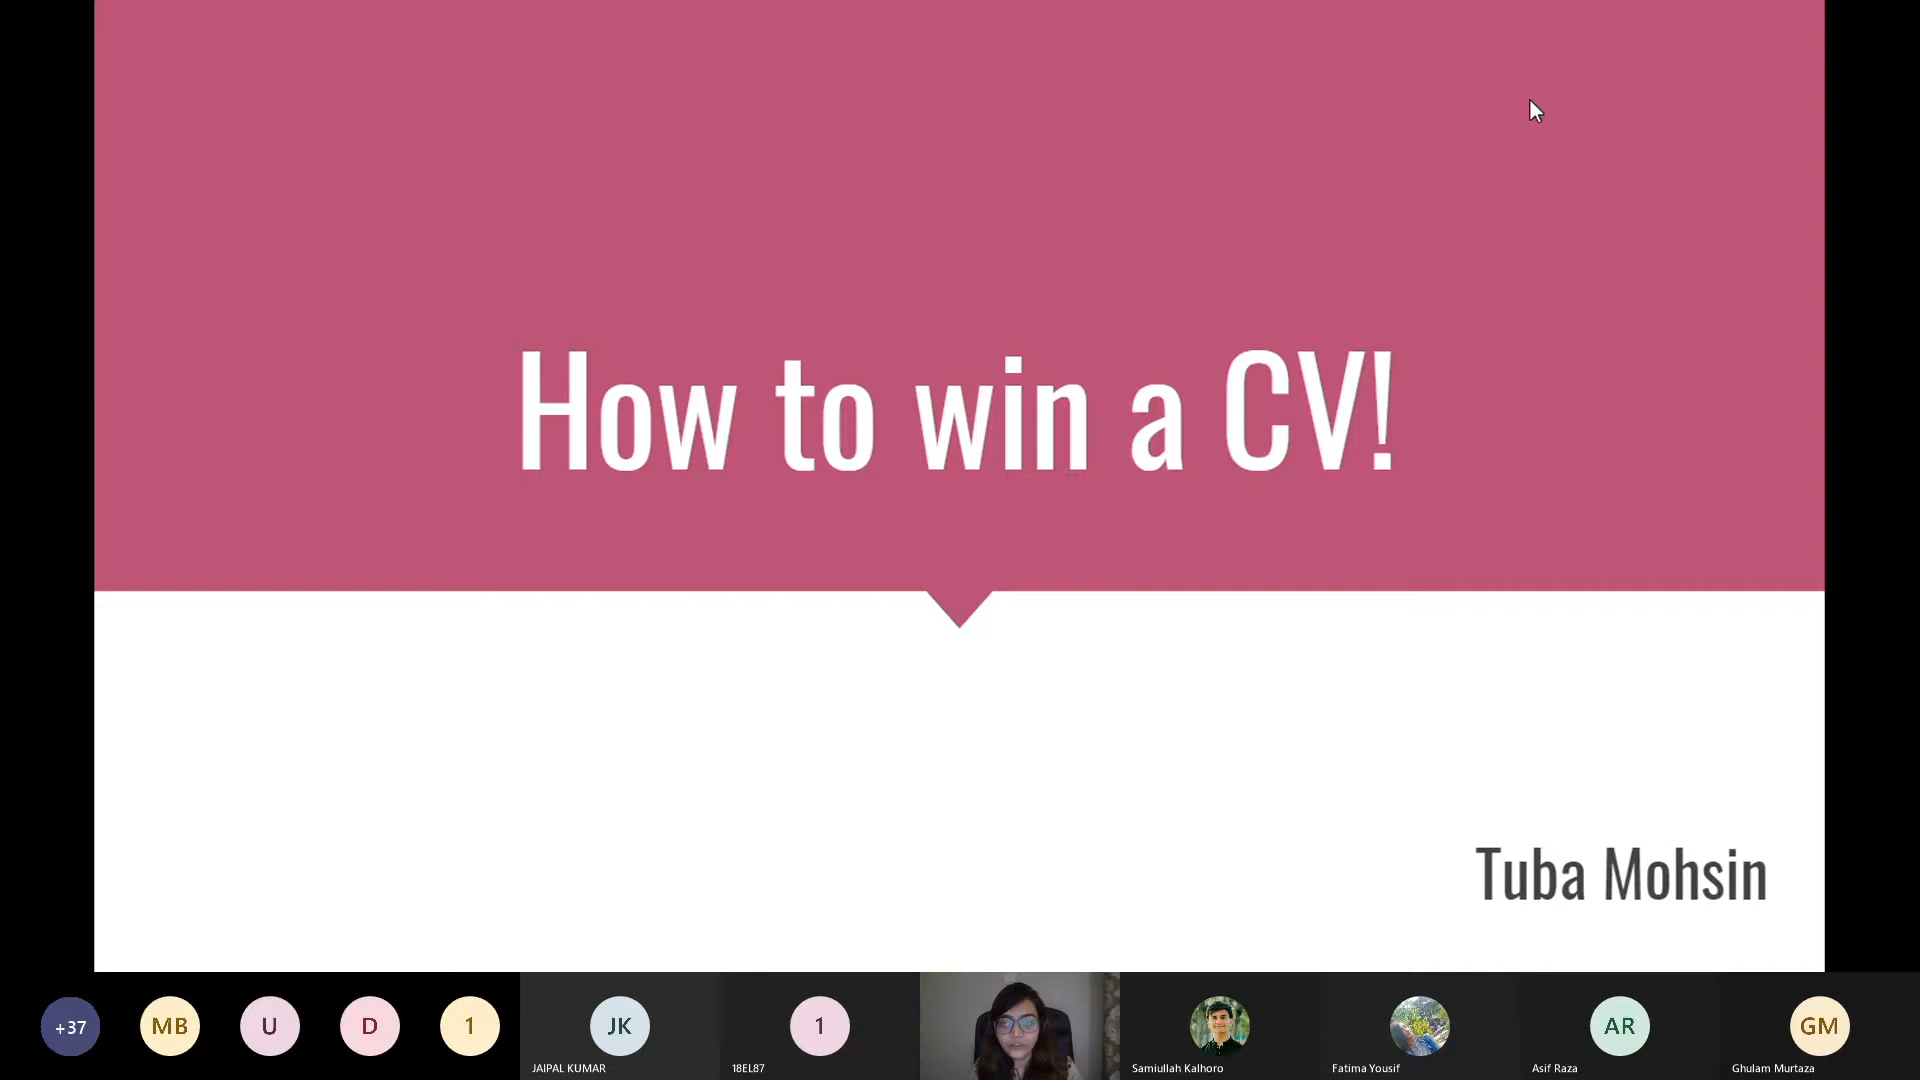 How to win a CV!
Tuba Mohsin
+37
MB
U
D
1
JK
JAIPAL KUMAR
1
18EL87
Samiullah Kalhoro
Fatima Yousif
AR
Asif Raza
GM
Ghulam Murtaza